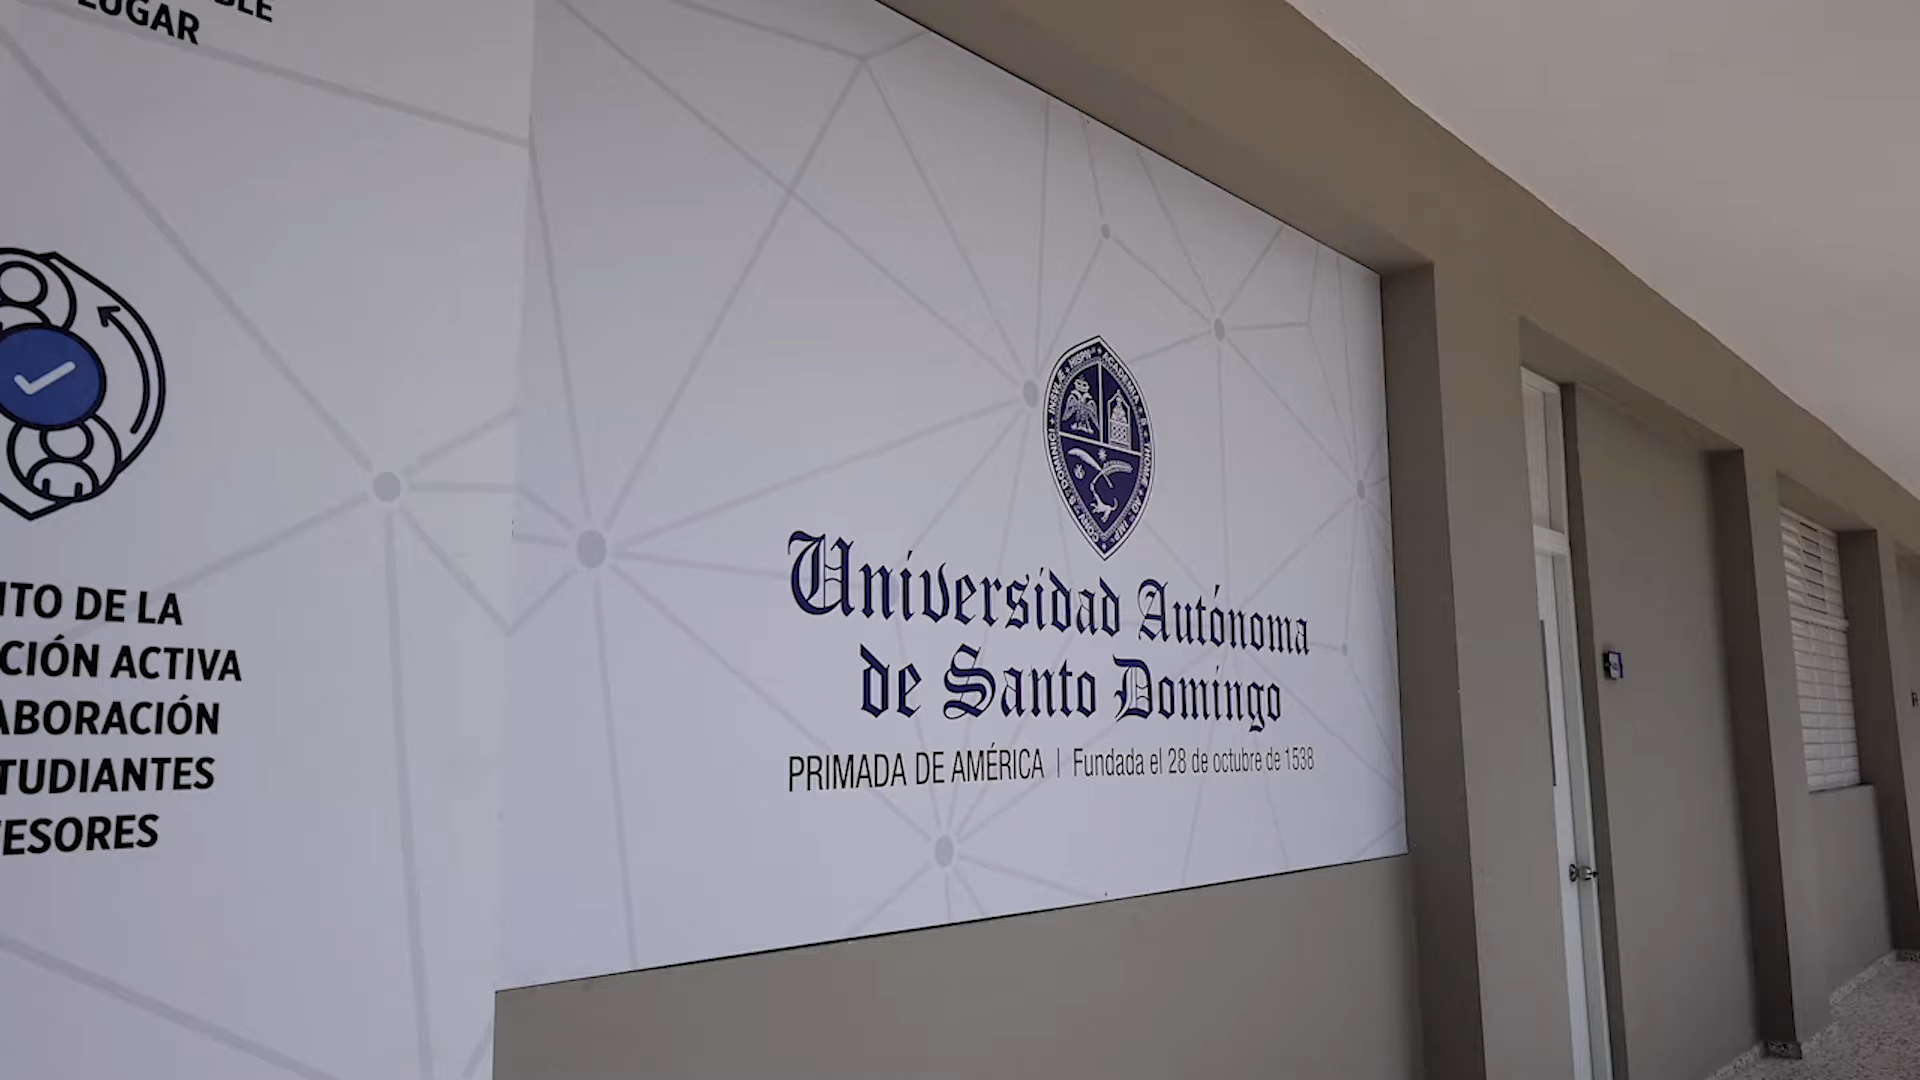 LUGAR
ITO DE LA
CIÓN ACTIVA
ABORACIÓN
TUDIANTES
ESORES
Universidad Autónoma
de Santo Domingo
PRIMADA DE AMÉRICA | Fundada el 28 de octubre de 1538